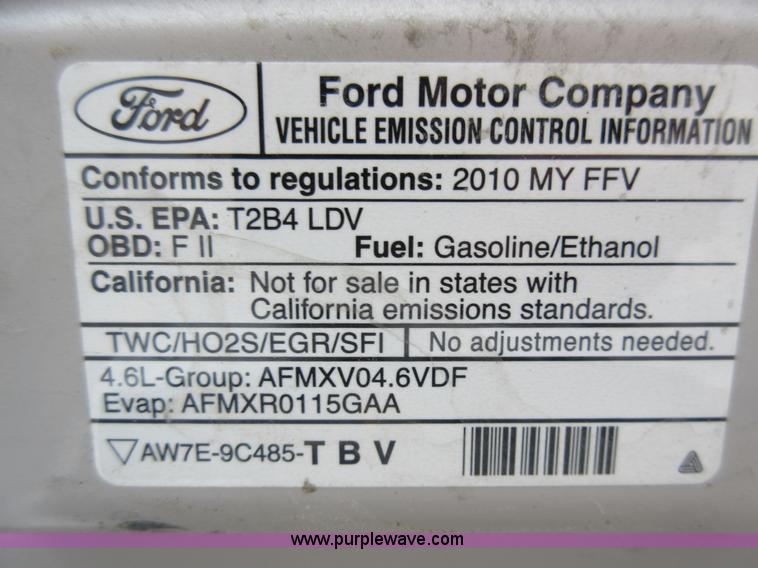 Ford
Ford Motor Company
VEHICLE EMISSION CONTROL INFORMATION
Conforms to regulations: 2010 MY FFV
U.S. EPA: T2B4 LDV
OBD: F II Fuel: Gasoline/Ethanol
California: Not for sale in states with
California emissions standards.
TWC/HO2S/EGR/SFI No adjustments needed.
4.6L-Group: AFMXV04.6VDF
Evap: AFMXR0115GAA
▽AW7E-9C485-T B V
www.purplewave.com